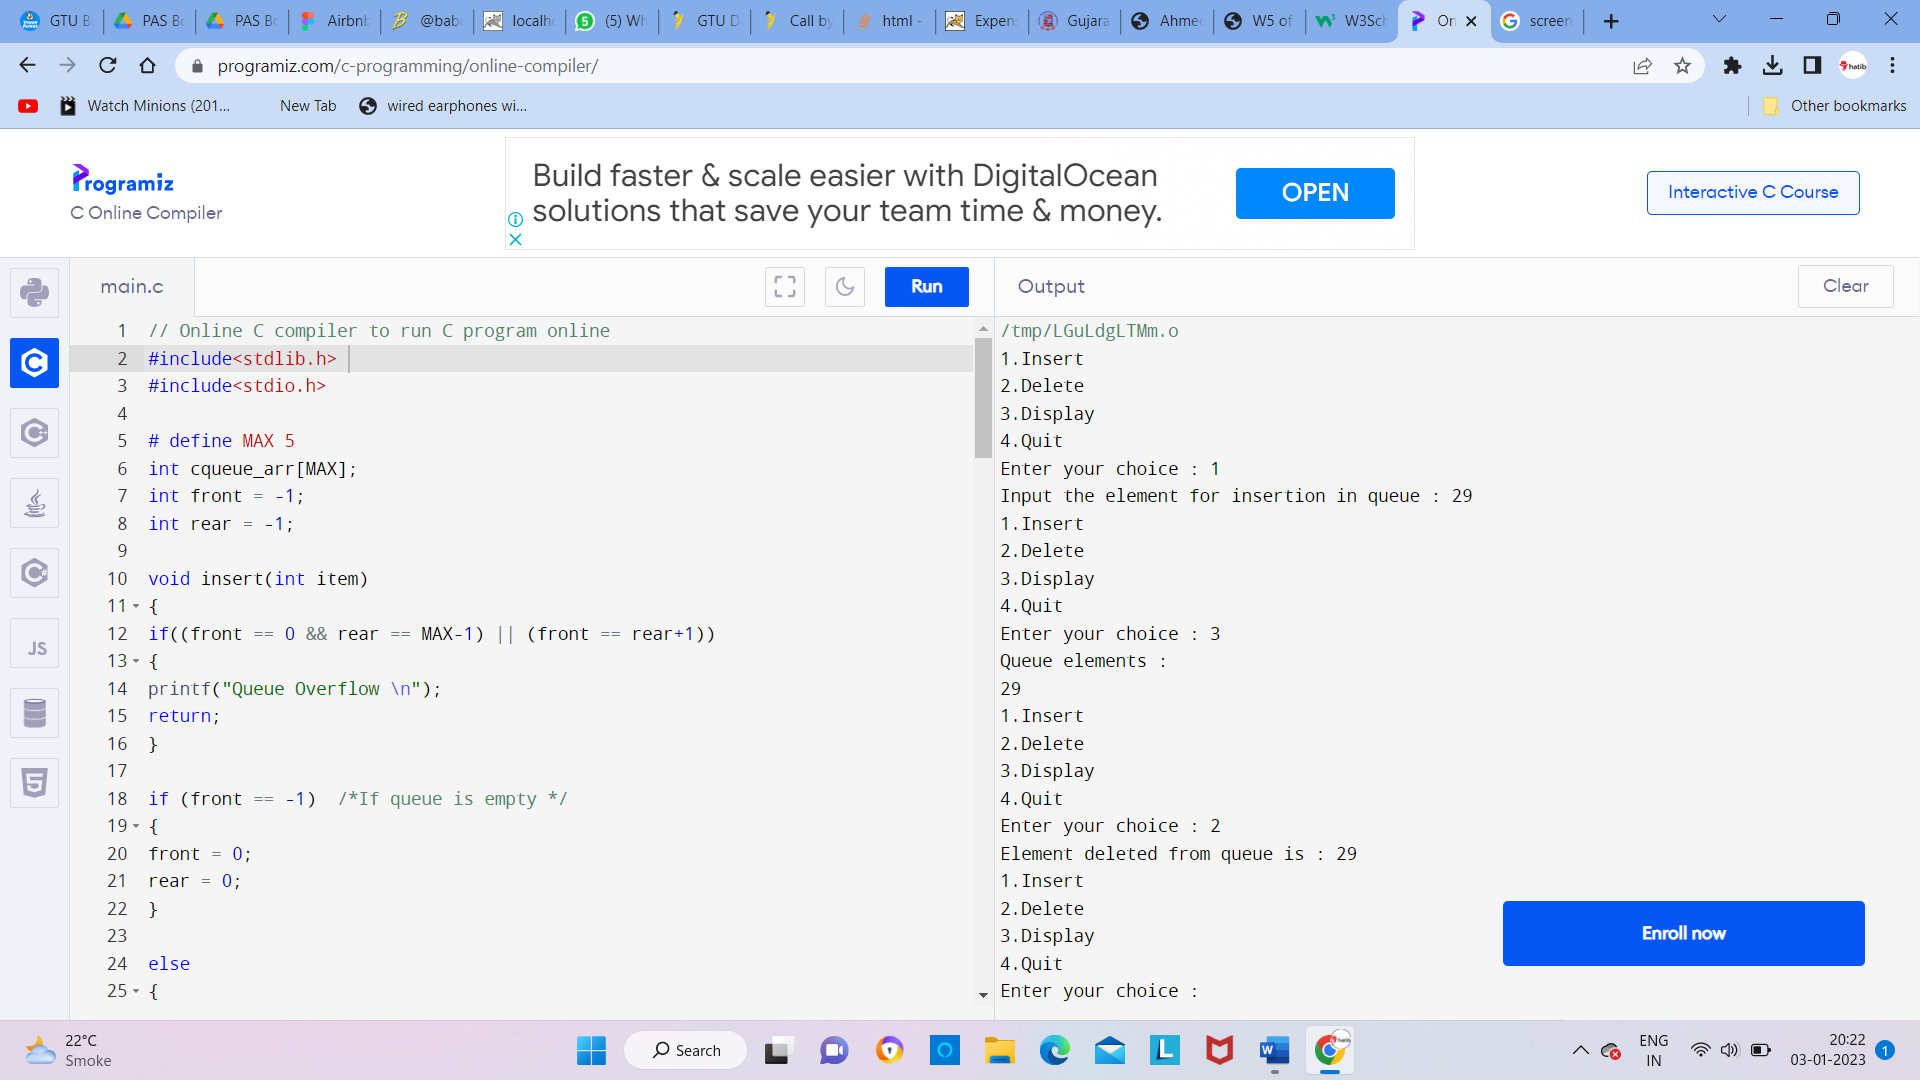 GTU B
PAS Bo
PAS Bo
Airbnb
@babe
localho
(5) Wh
GTU D
Call by
html -
Expens
Gujara
Ahme
W5 of
W3Sch
On
screen
programiz.com/c-programming/online-compiler/
hatib
Watch Minions (201...
New Tab
wired earphones wi...
Other bookmarks
Programiz
C Online Compiler
Build faster & scale easier with DigitalOcean
solutions that save your team time & money.
OPEN
Interactive C Course
main.c
Run
Output
Clear
JS
1 // Online C compiler to run C program online
2 #include<stdlib.h>
3 #include<stdio.h>
4
5 # define MAX 5
6 int cqueue_arr[MAX];
7 int front = -1;
8 int rear = -1;
9
10 void insert(int item)
11 {
12 if((front == 0 && rear == MAX-1) || (front == rear+1))
13 {
14 printf("Queue Overflow \n");
15 return;
16 }
17
18 if (front == -1)  /*If queue is empty */
19 {
20 front = 0;
21 rear = 0;
22 }
23
24 else
25 {
/tmp/LGuLdgLTMm.o
1.Insert
2.Delete
3.Display
4.Quit
Enter your choice : 1
Input the element for insertion in queue : 29
1.Insert
2.Delete
3.Display
4.Quit
Enter your choice : 3
Queue elements :
29
1.Insert
2.Delete
3.Display
4.Quit
Enter your choice : 2
Element deleted from queue is : 29
1.Insert
2.Delete
3.Display
4.Quit
Enter your choice :
Enroll now
22°C
Smoke
Search
ENG
IN
20:22
03-01-2023
1